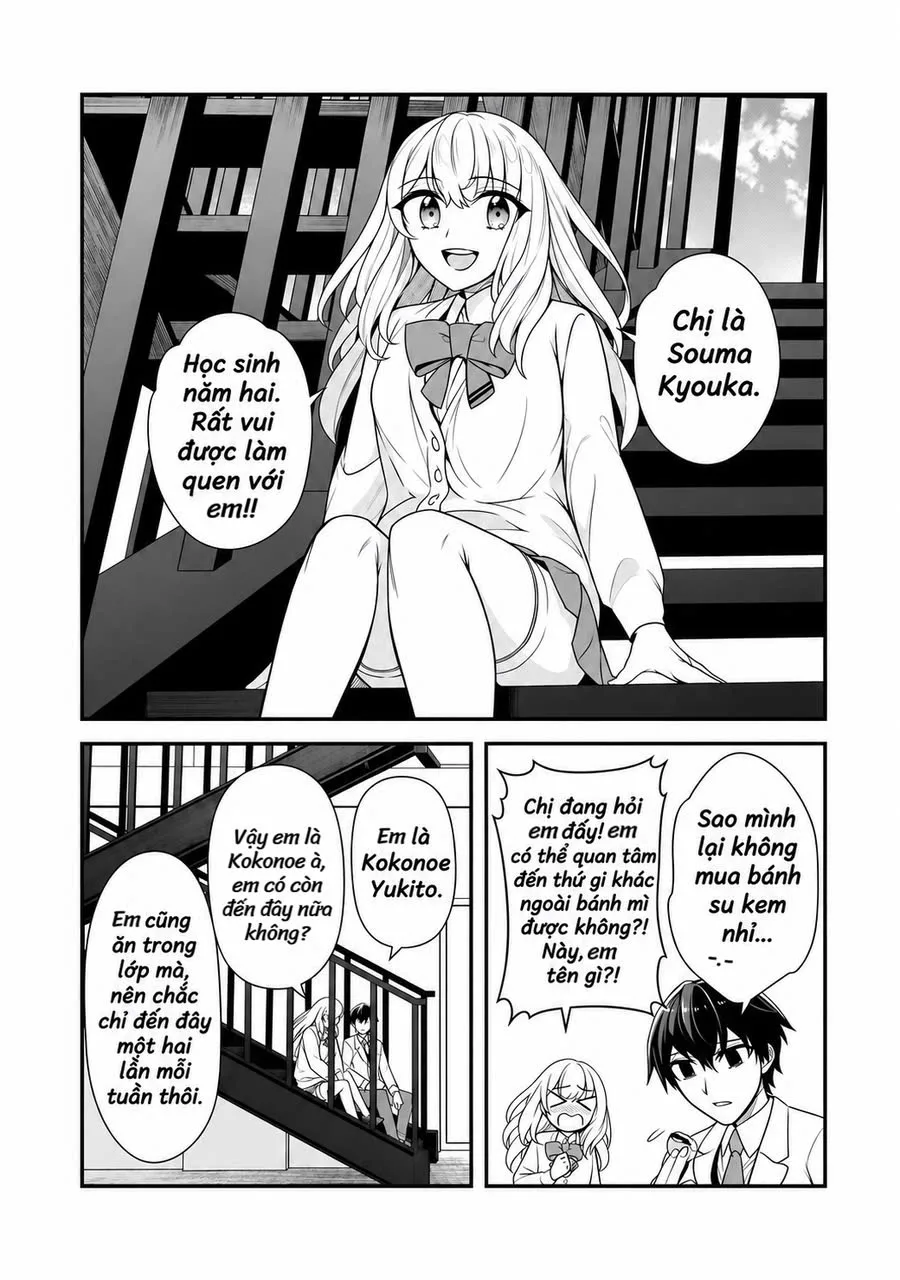 Chị là
Souma
Kyouka.
Học sinh
năm hai.
Rất vui
được làm
quen với
em!!
Sao mình
lại không
mua bánh
su kem
nhỉ...
Chị đang hỏi
em đấy! em
có thể quan tâm
đến thứ gi khác
ngoài bánh mì
được không?!
Này, em
tên gì?!
Em là
Kokonoe
Yukito.
Vậy em là
Kokonoe à,
em có còn
đến đây nữa
không?
Em cũng
ăn trong
lớp mà,
nên chắc
chỉ đến đây
một hai
lần mỗi
tuần thôi.